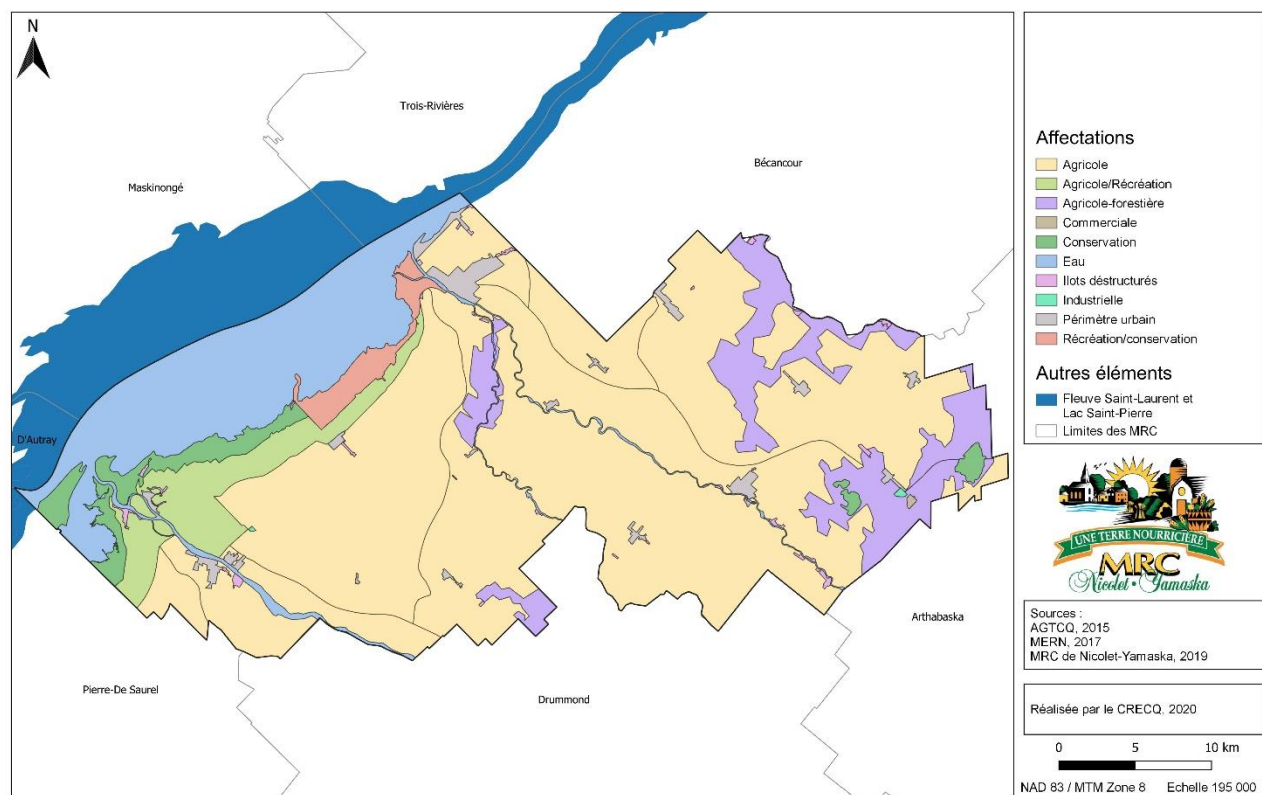 N
Trois-Rivières
Maskinongé
Bécancour
D'Autray
Arthabaska
Pierre-De Saurel
Drummond
Affectations
Agricole
Agricole/Récréation
Agricole-forestière
Commerciale
Conservation
Eau
Ilots déstructurés
Industrielle
Périmètre urbain
Récréation/conservation
Autres éléments
Fleuve Saint-Laurent et
Lac Saint-Pierre
Limites des MRC
UNE TERRE NOURRICIÈRE
MRC
Nicolet • Yamaska
Sources :
AGTCQ, 2015
MERN, 2017
MRC de Nicolet-Yamaska, 2019
Réalisée par le CRECQ, 2020
0 5 10 km
NAD 83 / MTM Zone 8 Echelle 195 000